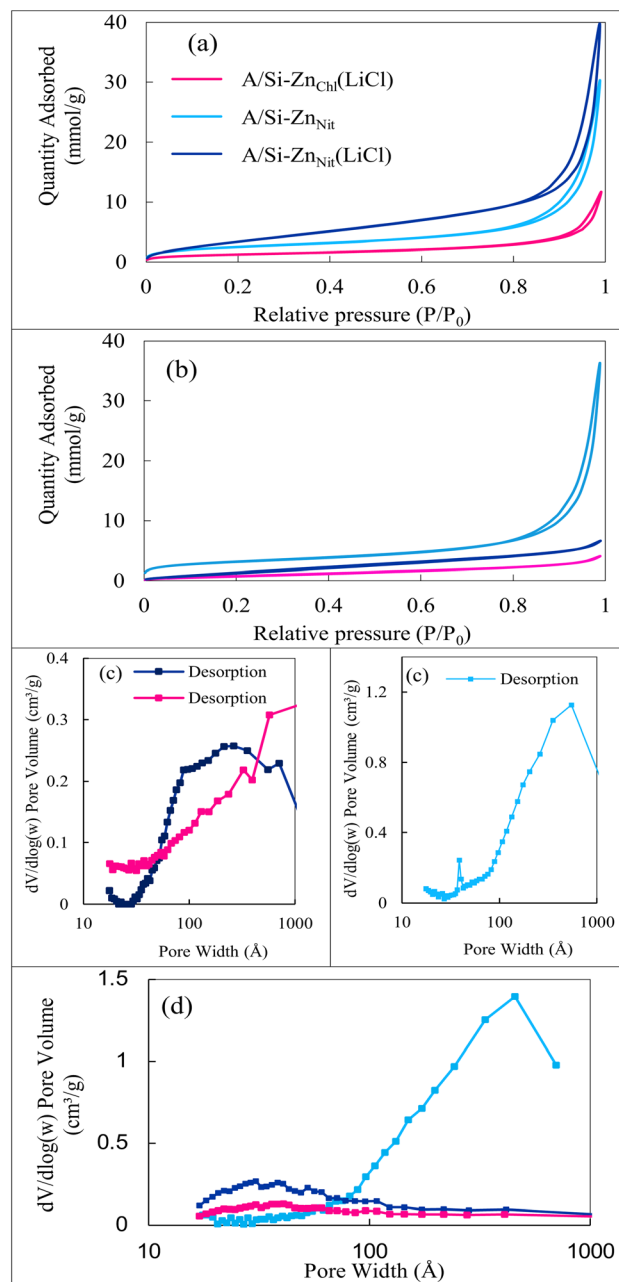 (a)
A/Si-ZnChl(LiCl)
A/Si-ZnNit
A/Si-ZnNit(LiCl)
Quantity Adsorbed
(mmol/g)
40
30
20
10
0
0 0.2 0.4 0.6 0.8 1
Relative pressure (P/P0)
(b)
Quantity Adsorbed
(mmol/g)
40
30
20
10
0
0 0.2 0.4 0.6 0.8 1
Relative pressure (P/P0)
(c)
Desorption
Desorption
dV/dlog(w) Pore Volume (cm³/g)
0.4
0.3
0.2
0.1
0
10 100 1000
Pore Width (Å)
(c)
Desorption
dV/dlog(w) Pore Volume (cm³/g)
1.2
0.8
0.4
0
10 100 1000
Pore Width (Å)
(d)
dV/dlog(w) Pore Volume
(cm³/g)
1.5
1
0.5
0
10 100 1000
Pore Width (Å)